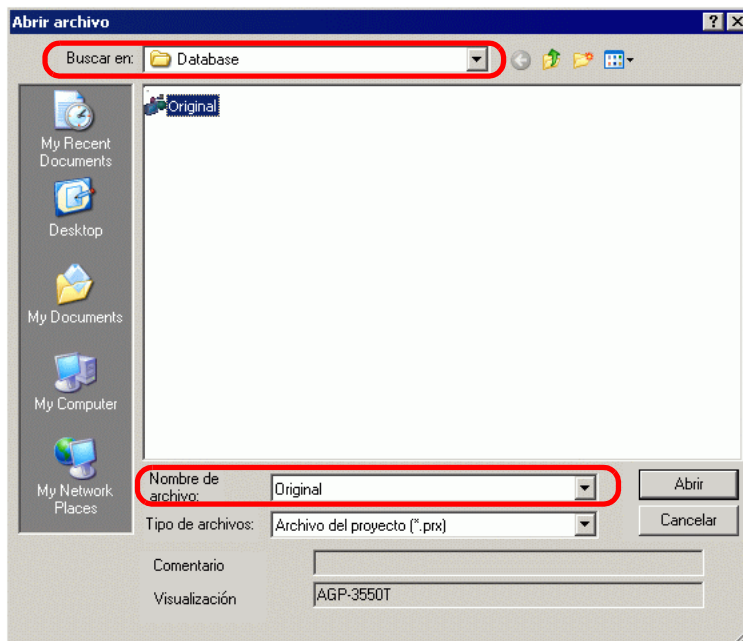 Abrir archivo
Buscar en:
Database
Original
My Recent
Documents
Desktop
My Documents
My Computer
My Network
Places
Nombre de
archivo:
Original
Abrir
Tipo de archivos:
Archivo del proyecto (*.prx)
Cancelar
Comentario
Visualización
AGP-3550T